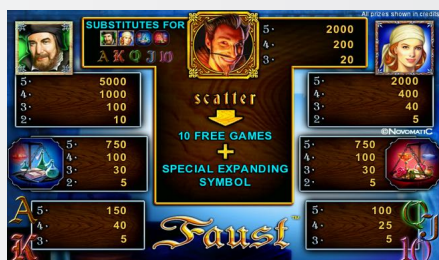 All prizes shown in credits
SUBSTITUTES FOR
A K Q J 10
5· 2000
4· 200
3· 20
5· 5000
4· 1000
3· 100
2· 10
scatter
10 FREE GAMES
+
SPECIAL EXPANDING
SYMBOL
5· 2000
4· 400
3· 40
2· 5
©NOVOMATIC
5· 750
4· 100
3· 30
2· 5
5· 750
4· 100
3· 30
2· 5
A
K
5· 150
4· 40
3· 5
Faust™
5· 100
4· 25
3· 5
Q
J
10